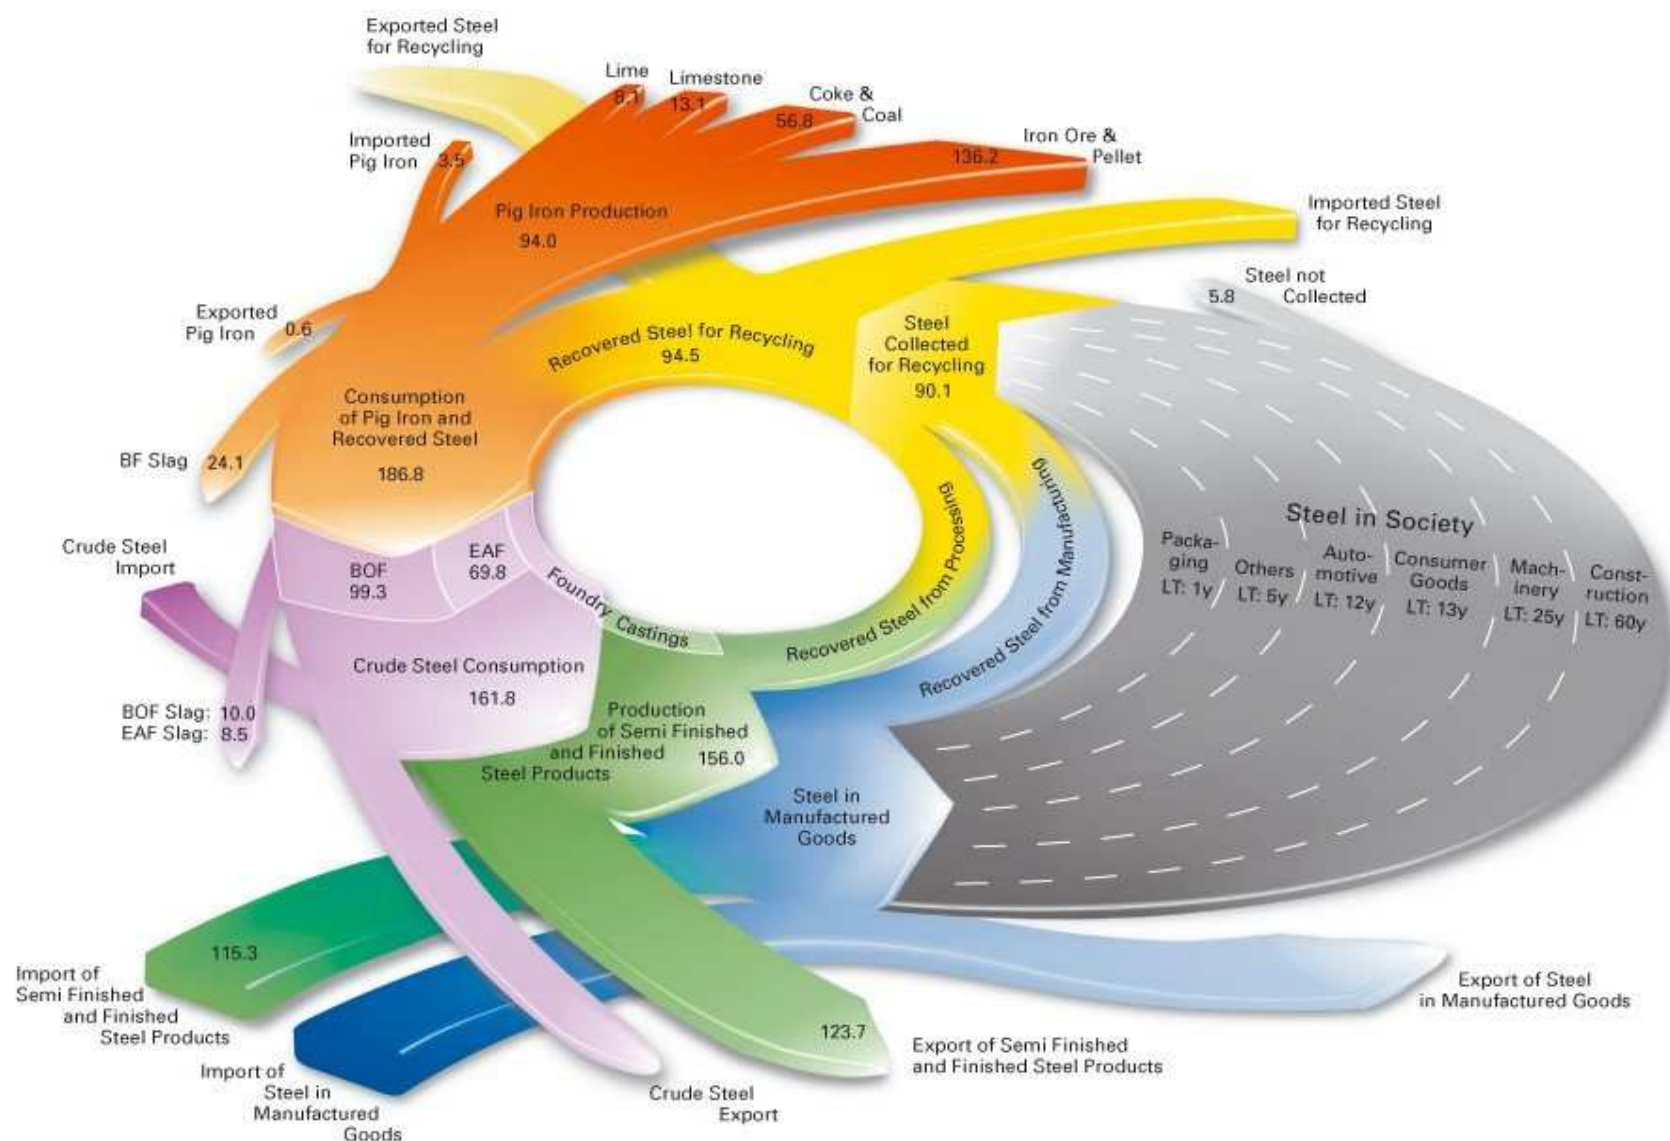 Exported Steel
for Recycling
Lime
8.1
Limestone
13.1
Coke &
Coal
56.8
Iron Ore &
Pellet
136.2
Imported
Pig Iron
3.5
Pig Iron Production
94.0
Imported Steel
for Recycling
Steel not
Collected
5.8
Exported
Pig Iron
0.6
Recovered Steel for Recycling
94.5
Steel
Collected
for Recycling
90.1
Consumption
of Pig Iron and
Recovered Steel
186.8
BF Slag
24.1
Crude Steel
Import
BOF
99.3
EAF
69.8
Foundry Castings
Recovered Steel from Processing
Recovered Steel from Manufacturing
Steel in Society
Packa-
ging
LT: 1y
Others
LT: 5y
Auto-
motive
LT: 12y
Consumer
Goods
LT: 13y
Mach-
inery
LT: 25y
Const-
ruction
LT: 60y
Crude Steel Consumption
161.8
BOF Slag: 10.0
EAF Slag: 8.5
Production
of Semi Finished
and Finished
Steel Products
156.0
Steel in
Manufactured
Goods
115.3
Import of
Semi Finished
and Finished
Steel Products
Import of
Steel in
Manufactured
Goods
Crude Steel
Export
123.7
Export of Semi Finished
and Finished Steel Products
Export of Steel
in Manufactured Goods